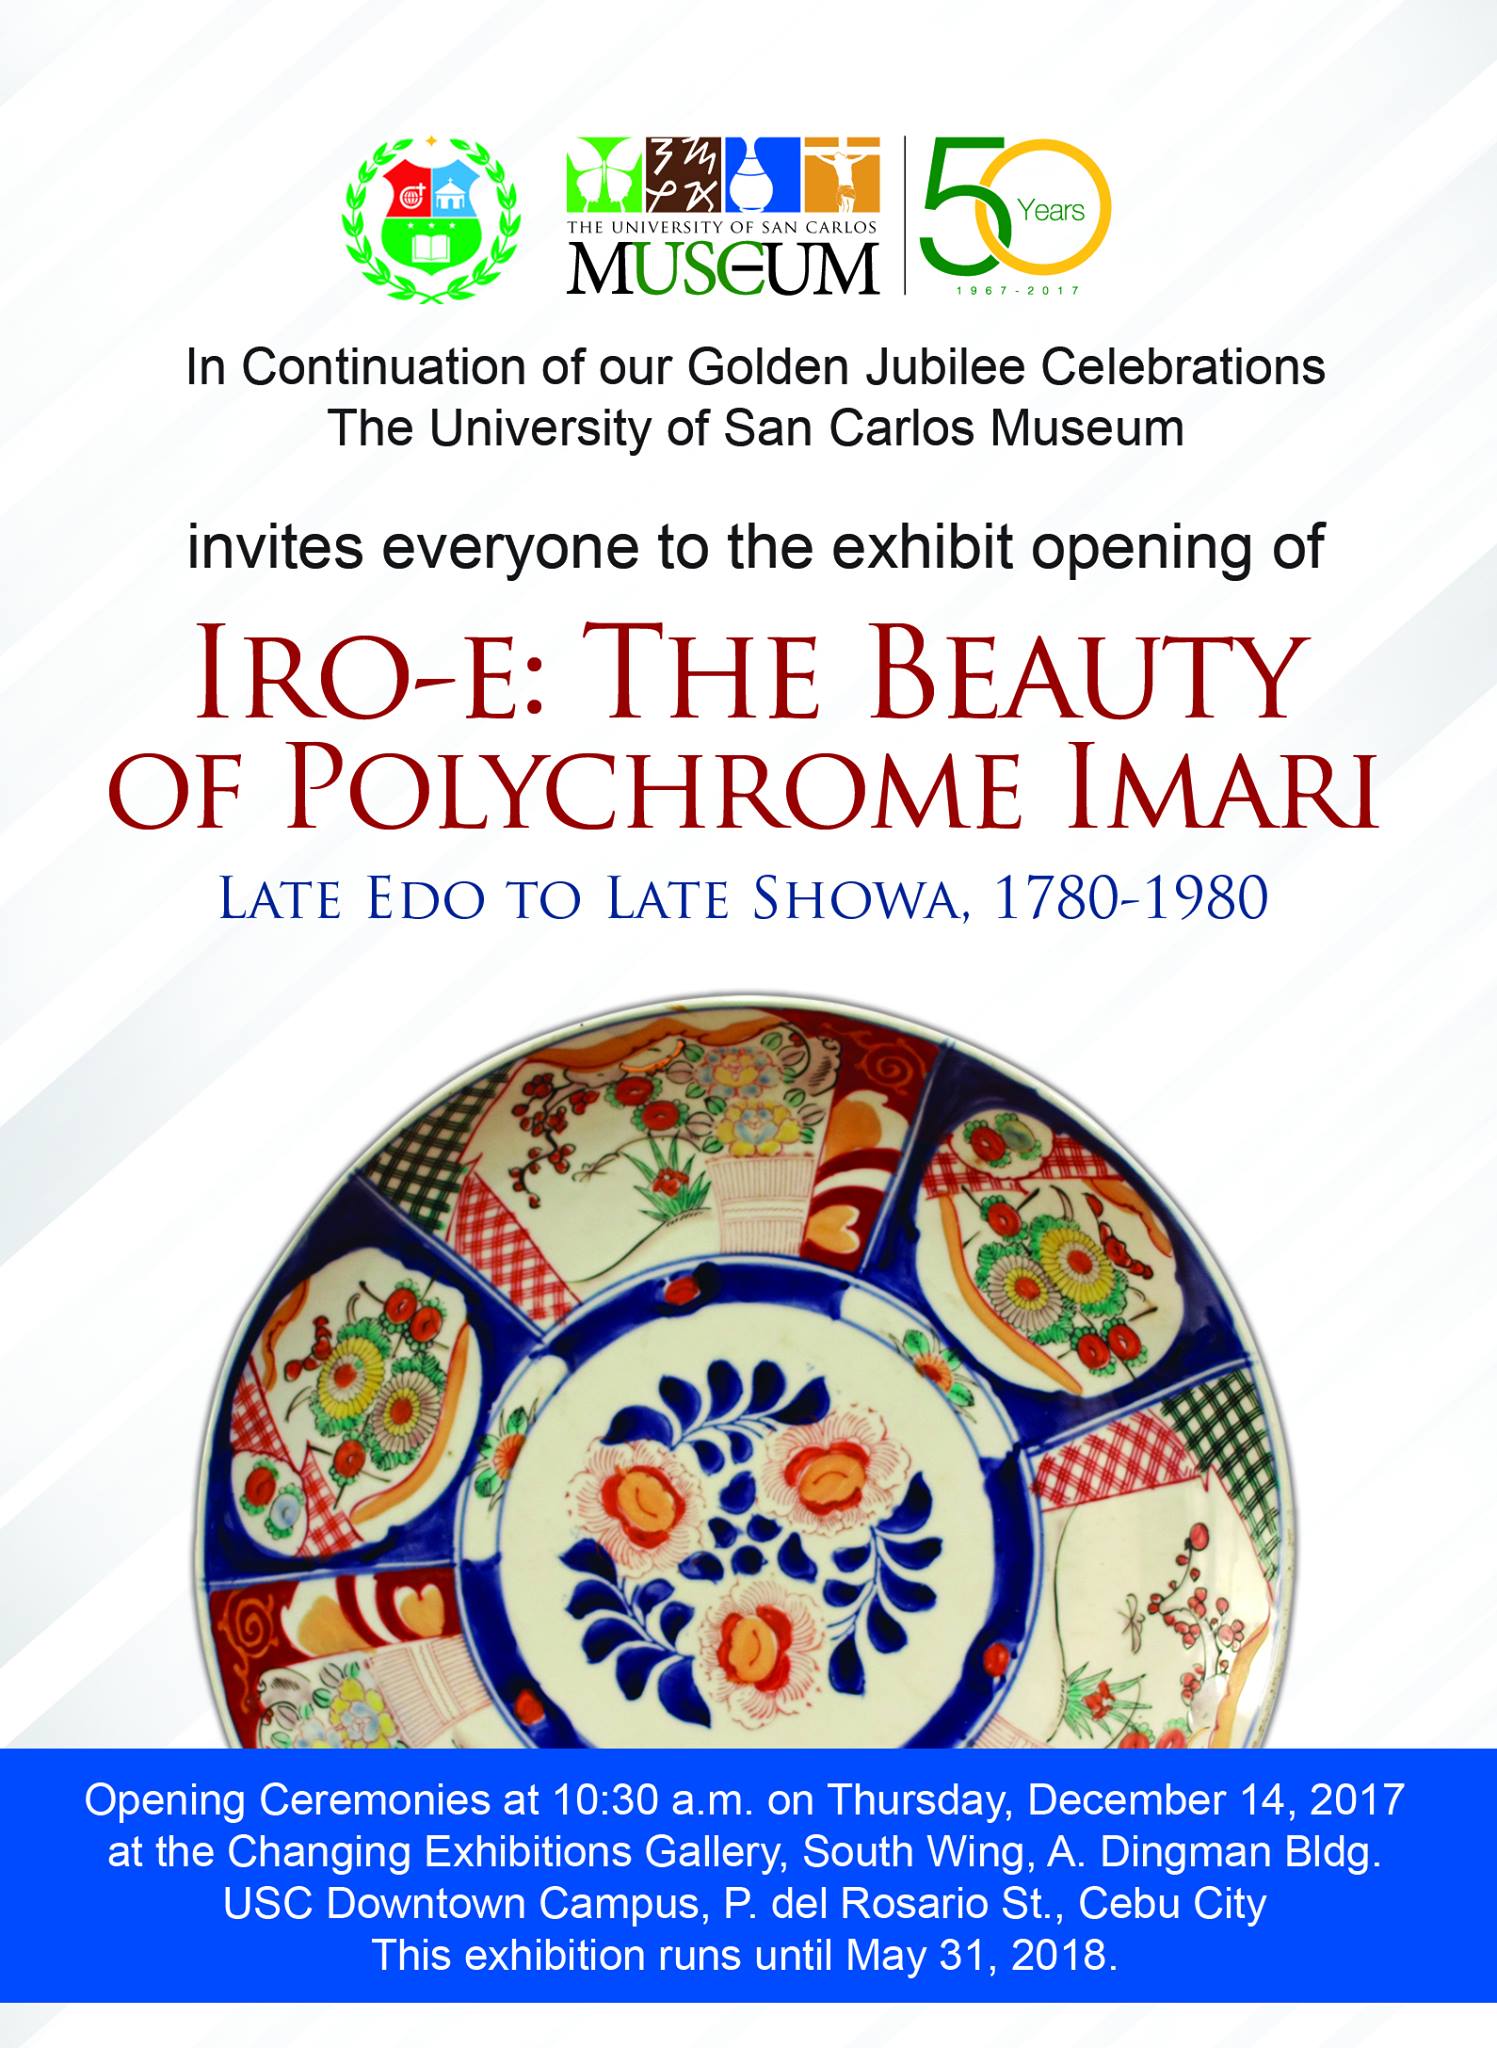 THE UNIVERSITY OF SAN CARLOS
MUSEUM
50
Years
1967-2017
In Continuation of our Golden Jubilee Celebrations
The University of San Carlos Museum
invites everyone to the exhibit opening of
IRO-E: THE BEAUTY
OF POLYCHROME IMARI
LATE EDO TO LATE SHOWA, 1780-1980
Opening Ceremonies at 10:30 a.m. on Thursday, December 14, 2017
at the Changing Exhibitions Gallery, South Wing, A. Dingman Bldg.
USC Downtown Campus, P. del Rosario St., Cebu City
This exhibition runs until May 31, 2018.